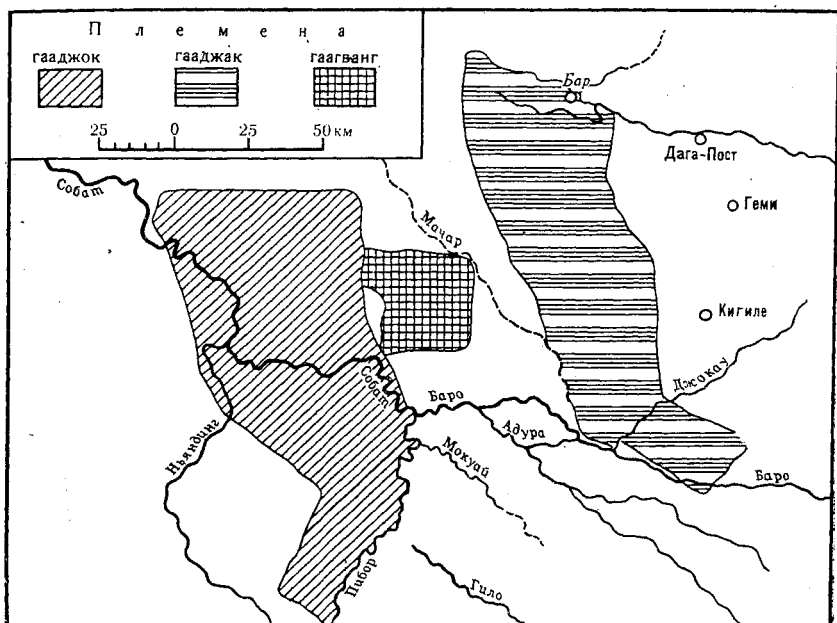 Племена
гааджок гааджак гаагванг
25 0 25 50 км
Бар
Дага-Пост
Собат
Геми
Мачар
Кигиле
Джокау
Собат
Баро
Адура
Ньяндинг
Мокуай
Баро
Пибор
Гило